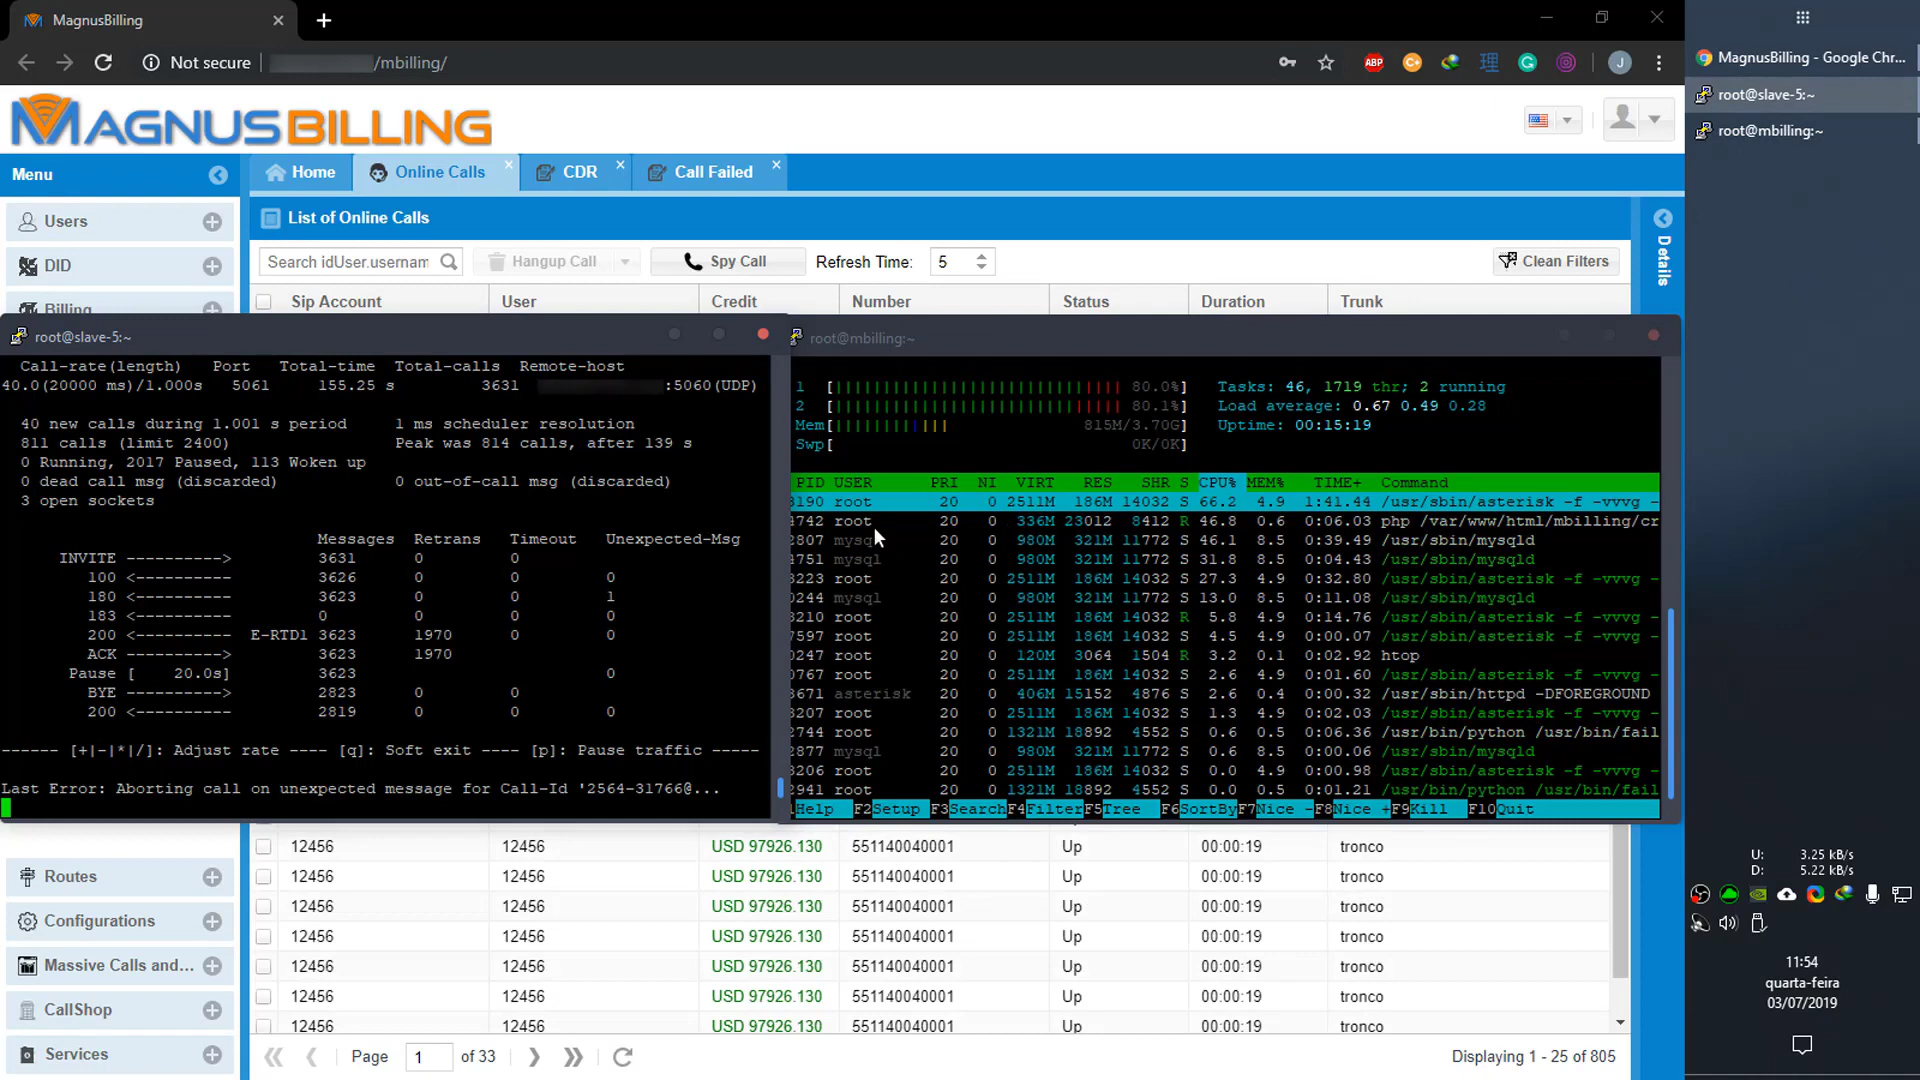 MagnusBilling
Not secure
/mbilling/
ABP
C+
理
G
J
MAGNUSBILLING
Menu
Home
Online Calls
CDR
Call Failed
List of Online Calls
Users
DID
Billing
Search idUser.usernam
Hangup Call
Spy Call
Refresh Time:
5
Clean Filters
Details
Sip Account User Credit Number Status Duration Trunk
root@slave-5:~
Call-rate(length) Port Total-time Total-calls Remote-host
40.0(20000 ms)/1.000s 5061 155.25 s 3631 :5060(UDP)
40 new calls during 1.001 s period 1 ms scheduler resolution
811 calls (limit 2400) Peak was 814 calls, after 139 s
0 Running, 2017 Paused, 113 Woken up
0 dead call msg (discarded) 0 out-of-call msg (discarded)
3 open sockets
Messages Retrans Timeout Unexpected-Msg
INVITE ----------> 3631 0 0
100 <---------- 3626 0 0 0
180 <---------- 3623 0 0 1
183 <---------- 0 0 0 0
200 <---------- E-RTD1 3623 1970 0 0
ACK ----------> 3623 1970
Pause [ 20.0s] 3623 0
BYE ----------> 2823 0 0
200 <---------- 2819 0 0 0
------ [+|-|*|/]: Adjust rate ---- [q]: Soft exit ---- [p]: Pause traffic -----
Last Error: Aborting call on unexpected message for Call-Id '2564-31766@...
root@mbilling:~
1 [ 80.0%] Tasks: 46, 1719 thr; 2 running
2 [ 80.1%] Load average: 0.67 0.49 0.28
Mem[ 815M/3.70G] Uptime: 00:15:19
Swp[ 0K/0K]
PID USER PRI NI VIRT RES SHR S CPU% MEM% TIME+ Command
3190 root 20 0 2511M 186M 14032 S 66.2 4.9 1:41.44 /usr/sbin/asterisk -f -vvvg -
4742 root 20 0 336M 23012 8412 R 46.8 0.6 0:06.03 php /var/www/html/mbilling/cr
2807 mysql 20 0 980M 321M 11772 S 46.1 8.5 0:39.49 /usr/sbin/mysqld
4751 mysql 20 0 980M 321M 11772 S 31.8 8.5 0:04.43 /usr/sbin/mysqld
3223 root 20 0 2511M 186M 14032 S 27.3 4.9 0:32.80 /usr/sbin/asterisk -f -vvvg -
0244 mysql 20 0 980M 321M 11772 S 13.0 8.5 0:11.08 /usr/sbin/mysqld
3210 root 20 0 2511M 186M 14032 R 5.8 4.9 0:14.76 /usr/sbin/asterisk -f -vvvg -
7597 root 20 0 2511M 186M 14032 S 4.5 4.9 0:00.07 /usr/sbin/asterisk -f -vvvg -
0247 root 20 0 120M 3064 1504 R 3.2 0.1 0:02.92 htop
0767 root 20 0 2511M 186M 14032 S 2.6 4.9 0:01.60 /usr/sbin/asterisk -f -vvvg -
3671 asterisk 20 0 406M 15152 4876 S 2.6 0.4 0:00.32 /usr/sbin/httpd -DFOREGROUND
3207 root 20 0 2511M 186M 14032 S 1.3 4.9 0:02.03 /usr/sbin/asterisk -f -vvvg -
2744 root 20 0 1321M 18892 4552 S 0.6 0.5 0:06.36 /usr/bin/python /usr/bin/fail
2877 mysql 20 0 980M 321M 11772 S 0.6 8.5 0:00.06 /usr/sbin/mysqld
3206 root 20 0 2511M 186M 14032 S 0.0 4.9 0:00.98 /usr/sbin/asterisk -f -vvvg -
2941 root 20 0 1321M 18892 4552 S 0.0 0.5 0:01.21 /usr/bin/python /usr/bin/fail
1Help F2Setup F3SearchF4FilterF5Tree F6SortByF7Nice -F8Nice +F9Kill F10Quit
12456 12456 USD 97926.130 551140040001 Up 00:00:19 tronco
12456 12456 USD 97926.130 551140040001 Up 00:00:19 tronco
12456 12456 USD 97926.130 551140040001 Up 00:00:19 tronco
12456 12456 USD 97926.130 551140040001 Up 00:00:19 tronco
12456 12456 USD 97926.130 551140040001 Up 00:00:19 tronco
12456 12456 USD 97926.130 551140040001 Up 00:00:19 tronco
12456 12456 USD 97926.130 551140040001 Up 00:00:19 tronco
Routes
Configurations
Massive Calls and...
CallShop
Services
Page 1 of 33
Displaying 1 - 25 of 805
MagnusBilling - Google Chr...
root@slave-5:~
root@mbilling:~
U: 3.25 kB/s
D: 5.22 kB/s
11:54
quarta-feira
03/07/2019